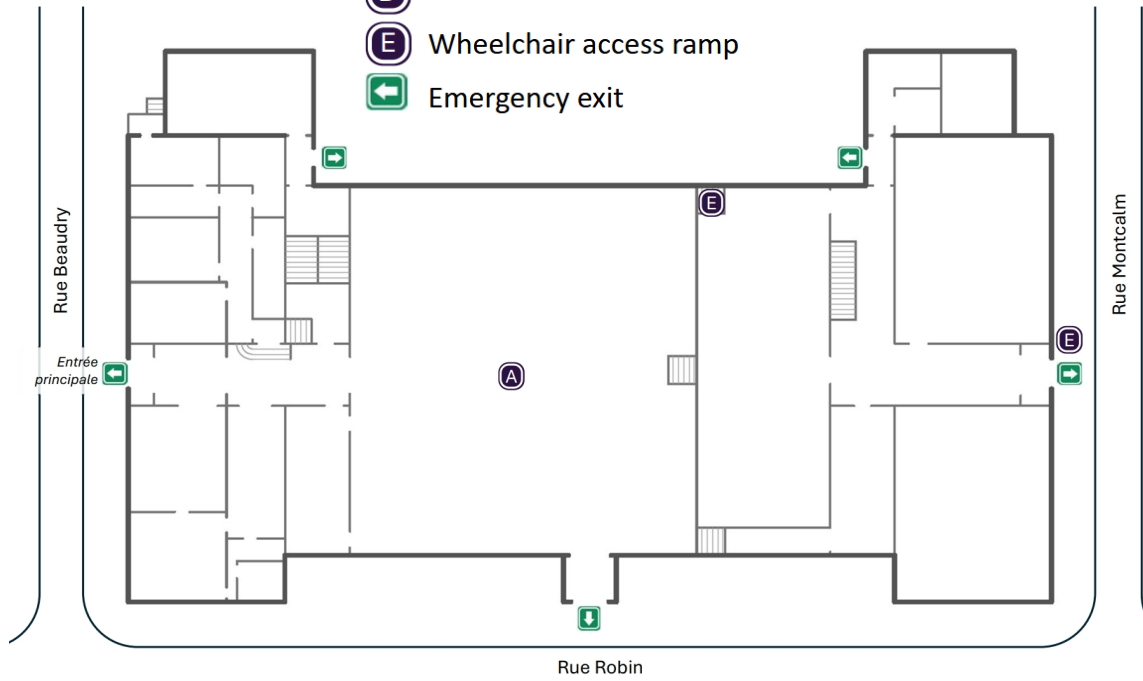 E Wheelchair access ramp
Emergency exit
E
Rue Beaudry
Rue Montcalm
E
Entrée
principale
A
Rue Robin